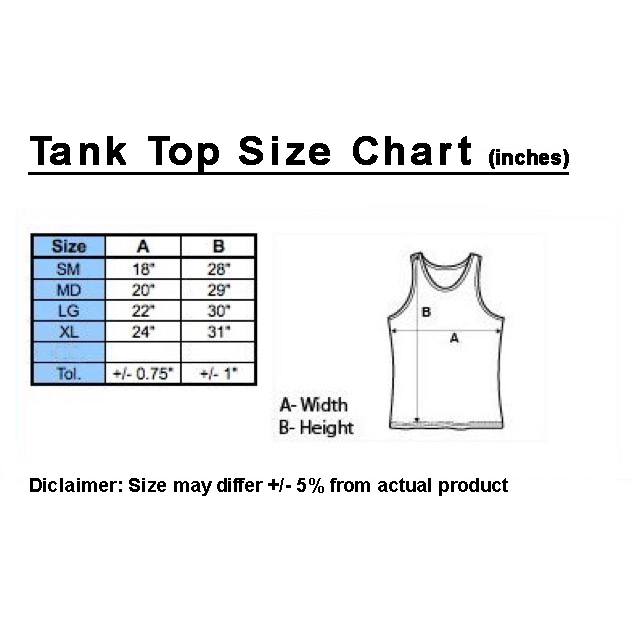 Tank Top Size Chart (inches)
Size A B
SM 18" 28"
MD 20" 29"
LG 22" 30"
XL 24" 31"
Tol. +/- 0.75" +/- 1"
B
A
A- Width
B- Height
Diclaimer: Size may differ +/- 5% from actual product